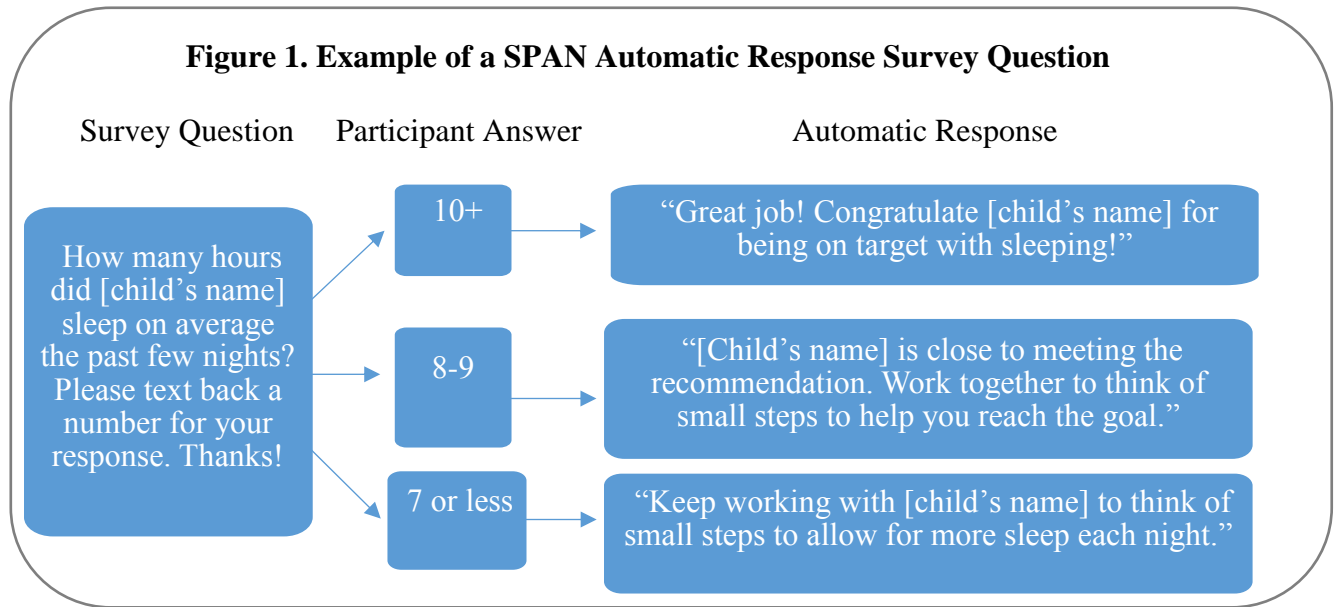 Figure 1. Example of a SPAN Automatic Response Survey Question
Survey Question
Participant Answer
Automatic Response
How many hours
did [child’s name]
sleep on average
the past few nights?
Please text back a
number for your
response. Thanks!
10+
“Great job! Congratulate [child’s name] for
being on target with sleeping!”
8-9
“[Child’s name] is close to meeting the
recommendation. Work together to think of
small steps to help you reach the goal.”
7 or less
“Keep working with [child’s name] to think of
small steps to allow for more sleep each night.”